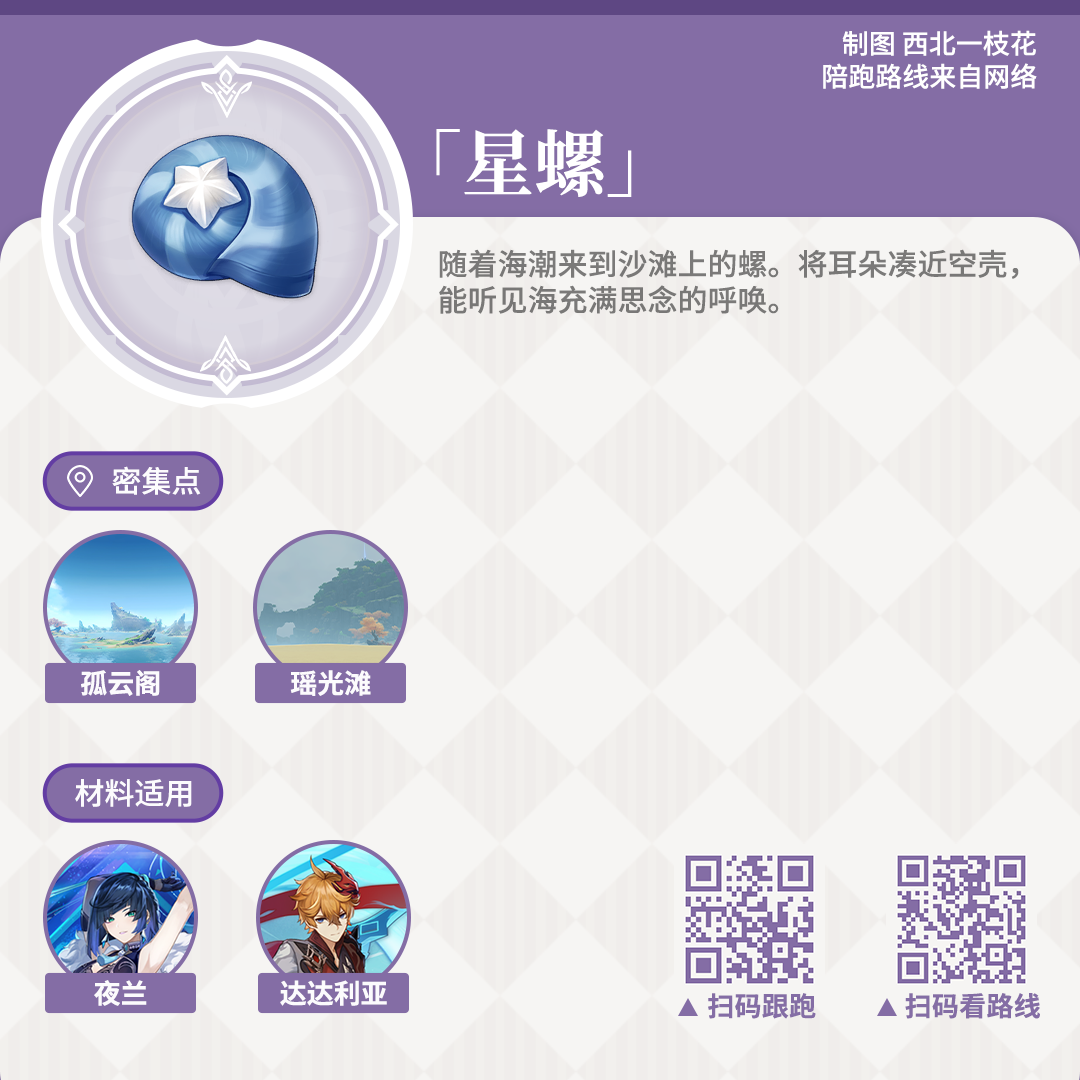 制图 西北一枝花
陪跑路线来自网络
「星螺」
随着海潮来到沙滩上的螺。将耳朵凑近空壳，
能听见海充满思念的呼唤。
密集点
孤云阁
瑶光滩
材料适用
夜兰
达达利亚
▲ 扫码跟跑
▲ 扫码看路线